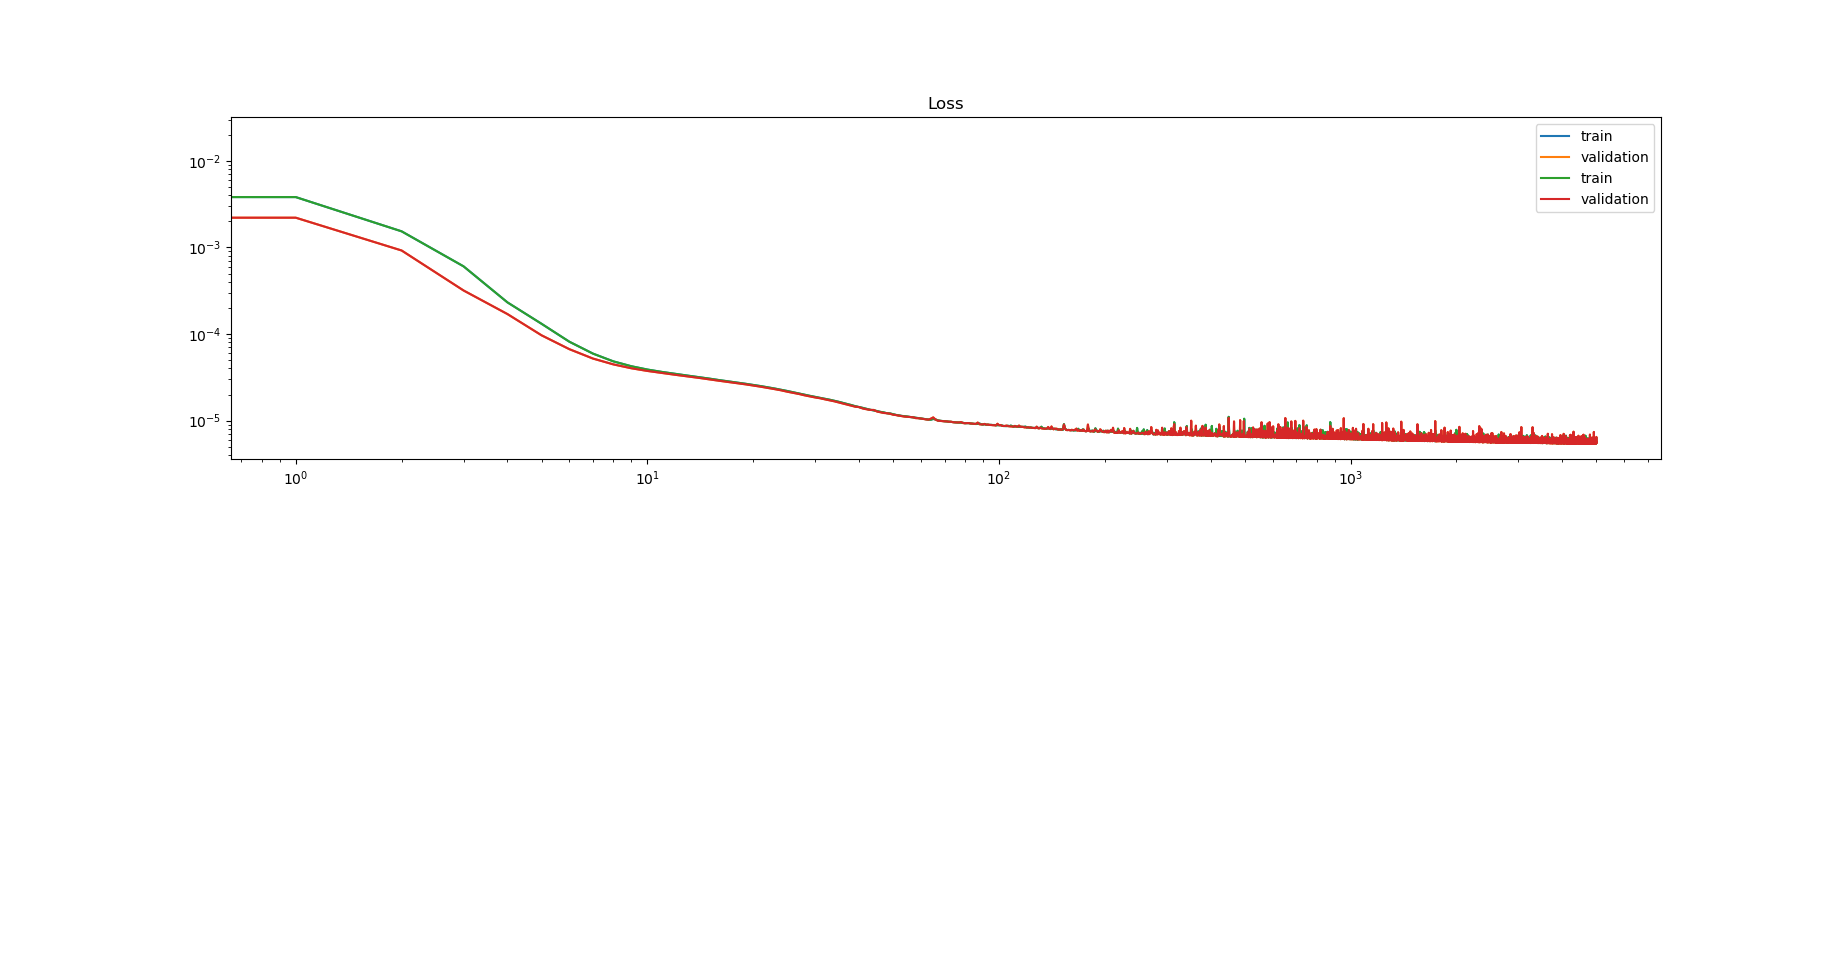 Loss
train
validation
train
validation
10⁻²
10⁻³
10⁻⁴
10⁻⁵
10⁰ 10¹ 10² 10³